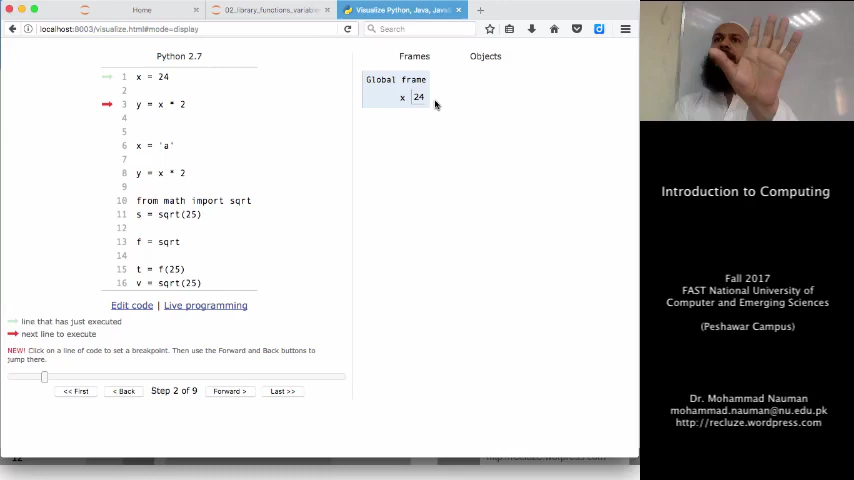 Home
02_library_functions_variable
Visualize Python, Java, Javas
localhost:8003/visualize.html#mode=display
Search
Python 2.7
Frames
Objects
1 x = 24
2
3 y = x * 2
4
5
6 x = 'a'
7
8 y = x * 2
9
10 from math import sqrt
11 s = sqrt(25)
12
13 f = sqrt
14
15 t = f(25)
16 v = sqrt(25)
Global frame
x 24
Edit code | Live programming
line that has just executed
next line to execute
NEW! Click on a line of code to set a breakpoint. Then use the Forward and Back buttons to
jump there.
<< First
< Back
Step 2 of 9
Forward >
Last >>
Introduction to Computing
Fall 2017
FAST National University of
Computer and Emerging Sciences
(Peshawar Campus)
Dr. Mohammad Nauman
mohammad.nauman@nu.edu.pk
http://recluze.wordpress.com
12
http://recluze.wordpress.com